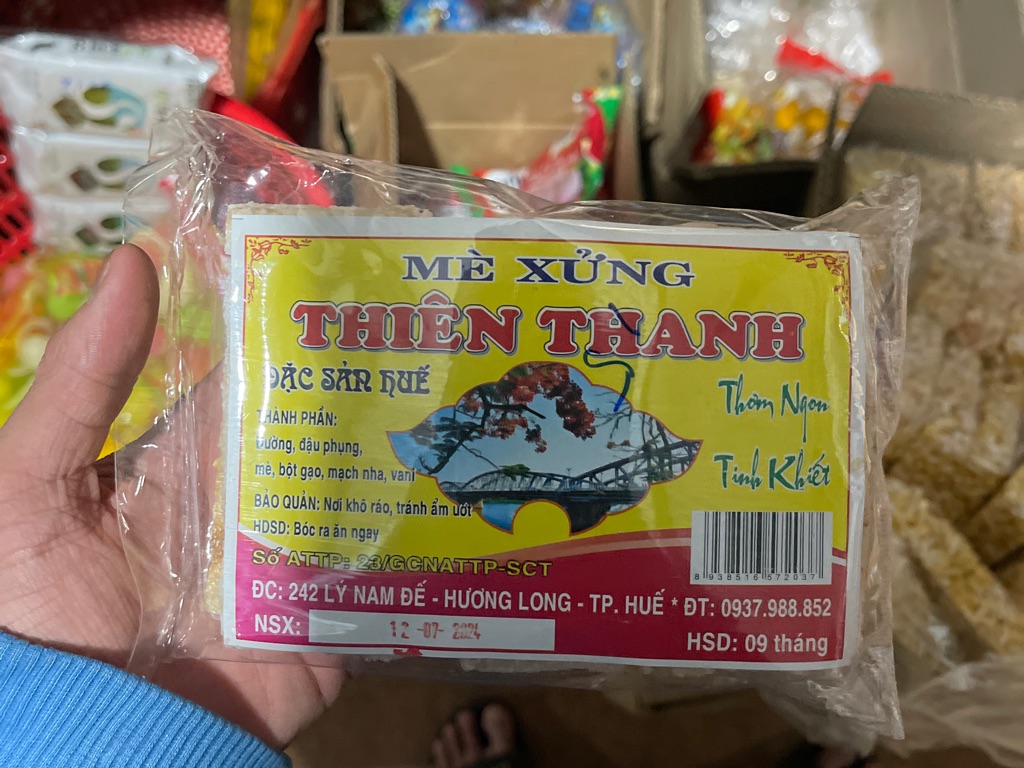 MÈ XỬNG
THIÊN THANH
ĐẶC SẢN HUẾ
THÀNH PHẦN:
Đường, đậu phụng,
mè, bột gạo, mạch nha, vani
BẢO QUẢN: Nơi khô ráo, tránh ẩm ướt
HDSD: Bóc ra ăn ngay
Thơm Ngon
Tinh Khiết
Số ATTP: 23/GCNATTP-SCT
8 938516 572037
ĐC: 242 LÝ NAM ĐẾ - HƯƠNG LONG - TP. HUẾ * ĐT: 0937.988.852
NSX: 12-07-2024
HSD: 09 tháng